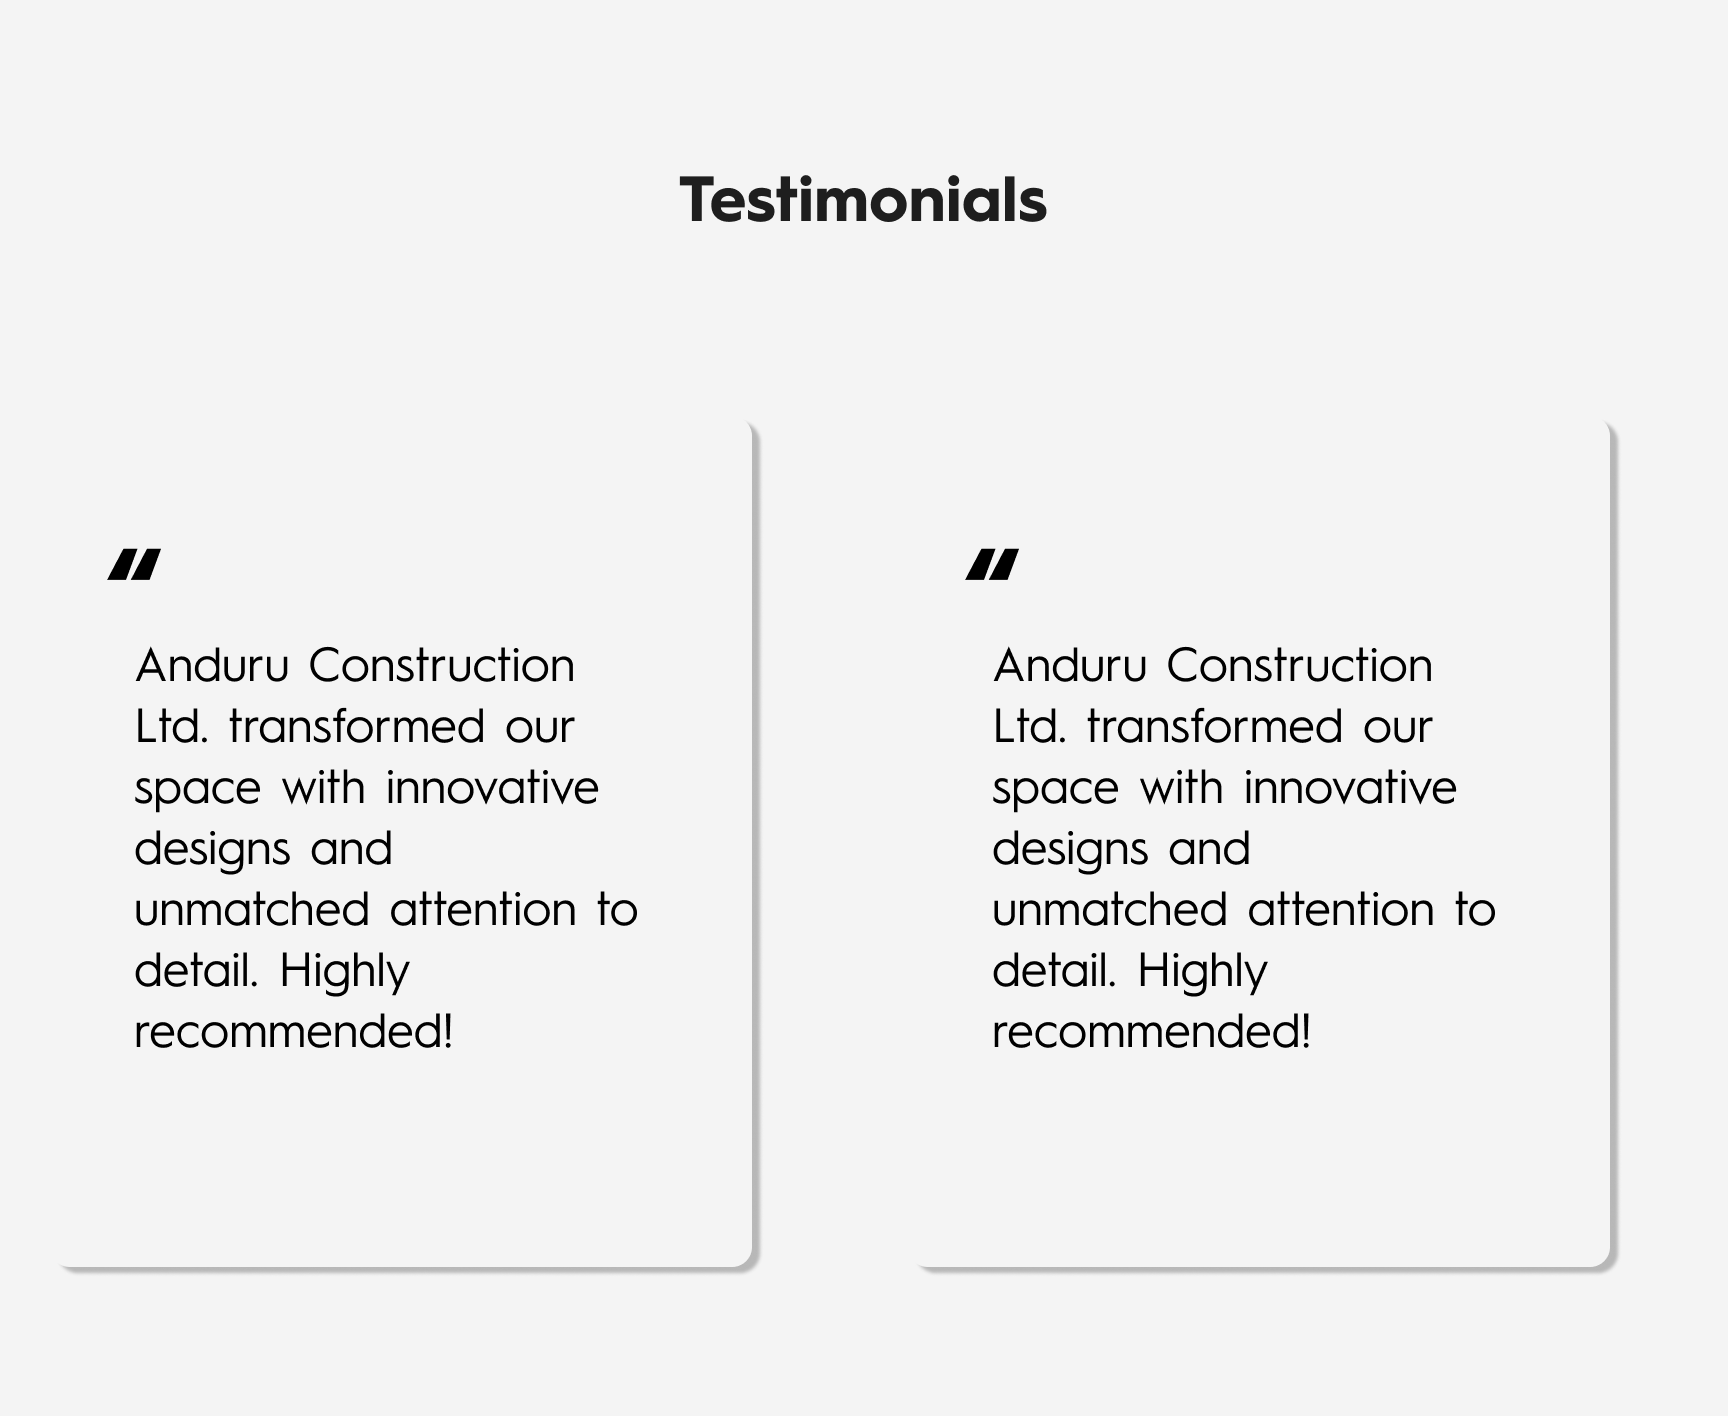 Testimonials
“
Anduru Construction
Ltd. transformed our
space with innovative
designs and
unmatched attention to
detail. Highly
recommended!
“
Anduru Construction
Ltd. transformed our
space with innovative
designs and
unmatched attention to
detail. Highly
recommended!